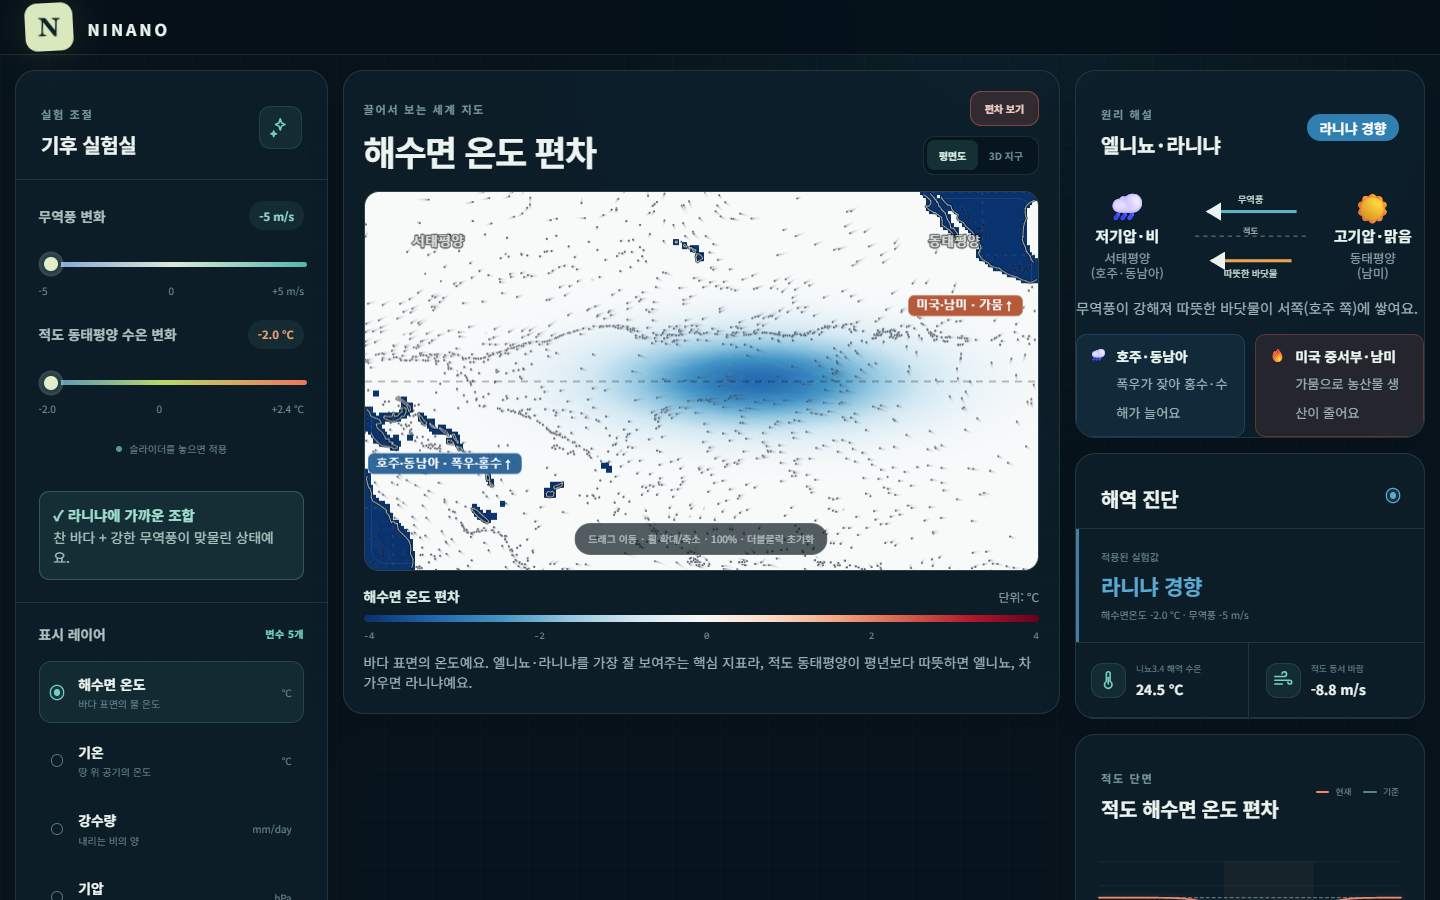 N
NINANO
실험 조절
기후 실험실
무역풍 변화
-5 m/s
-5
0
+5 m/s
적도 동태평양 수온 변화
-2.0 °C
-2.0
0
+2.4 °C
슬라이더를 놓으면 적용
✓ 라니냐에 가까운 조합
찬 바다 + 강한 무역풍이 맞물린 상태예
요.
표시 레이어
변수 5개
해수면 온도
바다 표면의 물 온도
°C
기온
땅 위 공기의 온도
°C
강수량
내리는 비의 양
mm/day
기압
hPa
끌어서 보는 세계 지도
해수면 온도 편차
편차 보기
평면도
3D 지구
서태평양
동태평양
미국·남미 · 가뭄 ↑
호주·동남아 · 폭우·홍수 ↑
드래그 이동 · 휠 확대/축소 · 100% · 더블클릭 초기화
해수면 온도 편차
단위: °C
-4
-2
0
2
4
바다 표면의 온도예요. 엘니뇨·라니냐를 가장 잘 보여주는 핵심 지표라, 적도 동태평양이 평년보다 따뜻하면 엘니뇨, 차
가우면 라니냐예요.
원리 해설
엘니뇨·라니냐
라니냐 경향
저기압·비
서태평양
(호주·동남아)
무역풍
적도
따뜻한 바닷물
고기압·맑음
동태평양
(남미)
무역풍이 강해져 따뜻한 바닷물이 서쪽(호주 쪽)에 쌓여요.
호주·동남아
폭우가 잦아 홍수·수
해가 늘어요
미국 중서부·남미
가뭄으로 농산물 생
산이 줄어요
해역 진단
적용된 실험값
라니냐 경향
해수면온도 -2.0 °C · 무역풍 -5 m/s
니뇨3.4 해역 수온
24.5 °C
적도 동서 바람
-8.8 m/s
적도 단면
적도 해수면 온도 편차
현재
기준